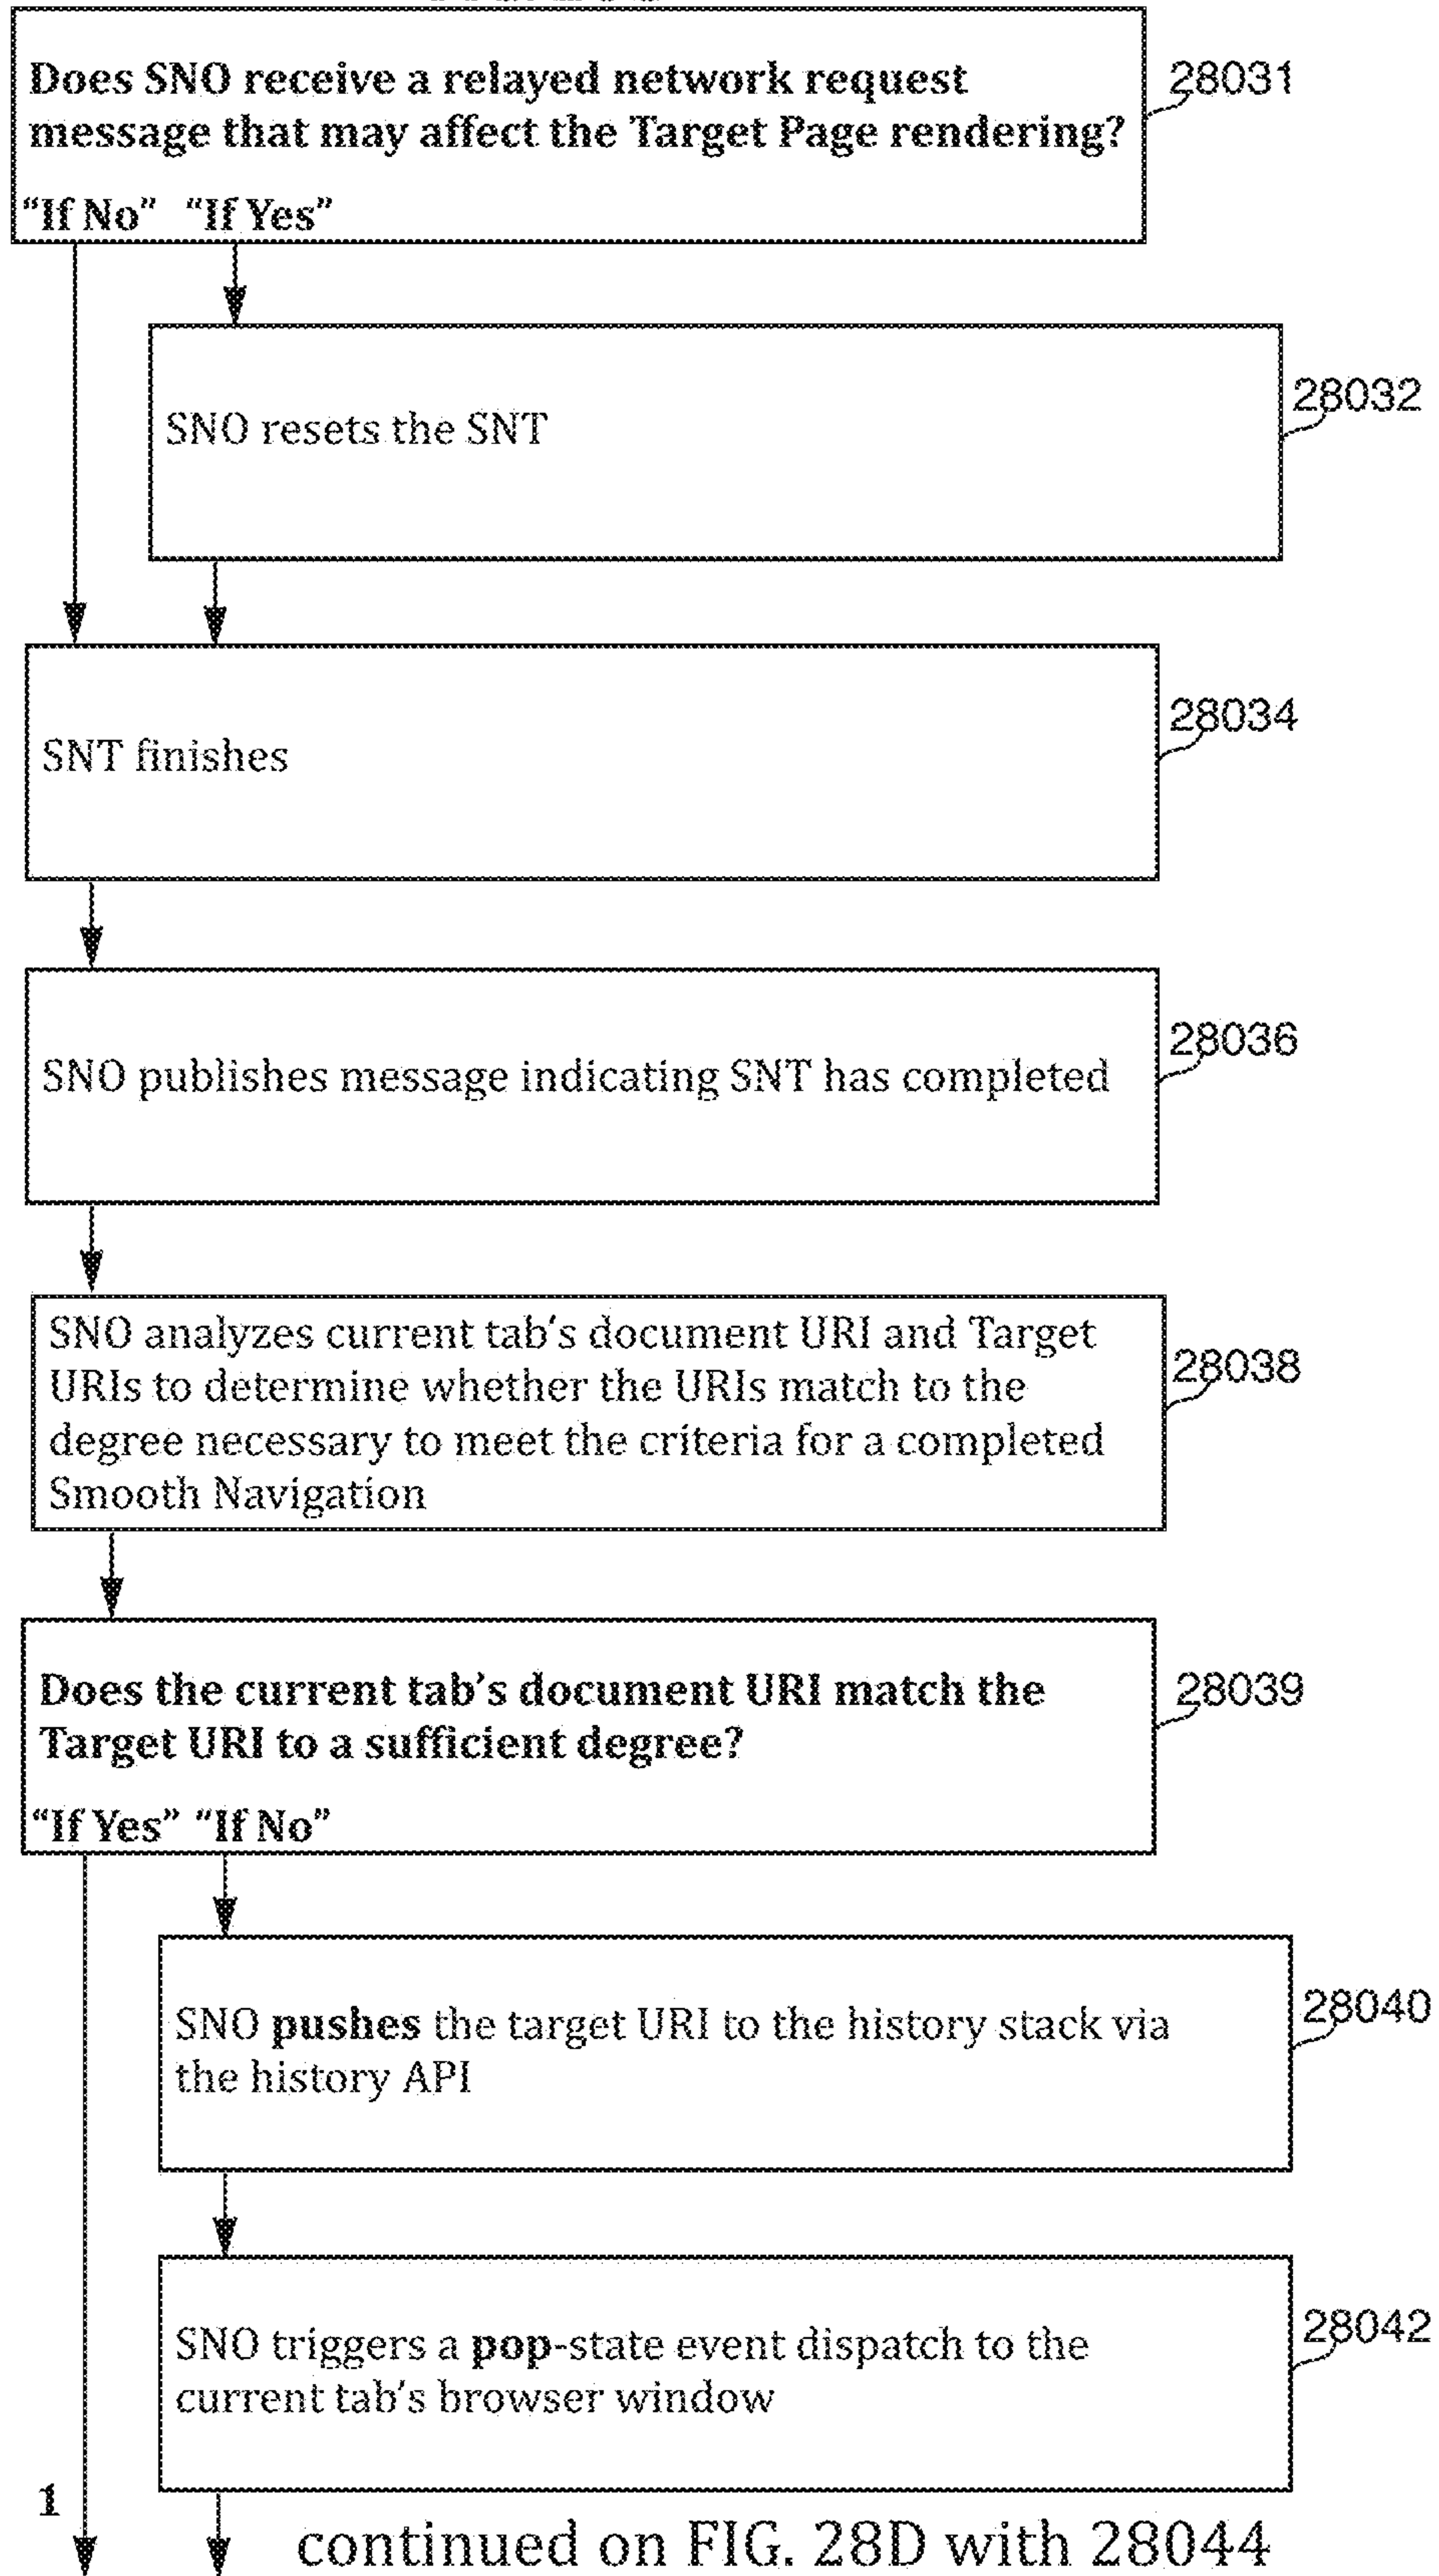 Does SNO receive a relayed network request
message that may affect the Target Page rendering?
28031
“If No” “If Yes”
SNO resets the SNT
28032
SNT finishes
28034
SNO publishes message indicating SNT has completed
28036
SNO analyzes current tab’s document URI and Target
URIs to determine whether the URIs match to the
degree necessary to meet the criteria for a completed
Smooth Navigation
28038
Does the current tab’s document URI match the
Target URI to a sufficient degree?
28039
“If Yes” “If No”
SNO pushes the target URI to the history stack via
the history API
28040
SNO triggers a pop-state event dispatch to the
current tab’s browser window
28042
1
continued on FIG. 28D with 28044